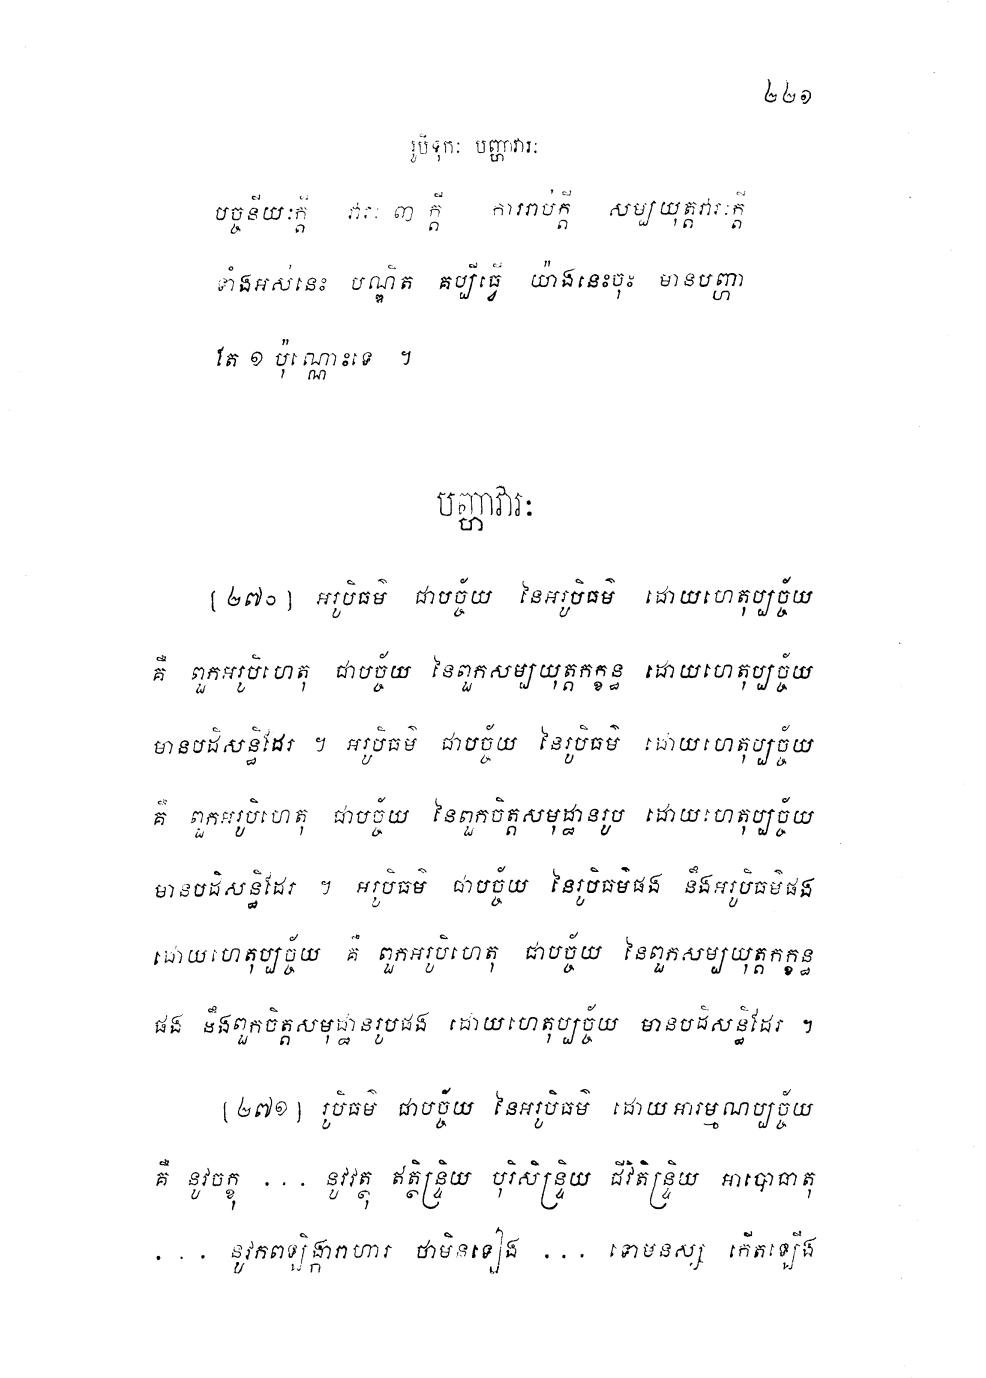 ២២១
រូបិទុកៈ បញ្ហាវារៈ
បច្ចនីយៈក្ដី វារៈ ៣ ក្ដី ការរាប់ក្ដី សម្បយុត្តវារៈក្ដី
ទាំងអស់នេះ បណ្ឌិត គប្បីធ្វើ យ៉ាងនេះចុះ មានបញ្ហា
តែ ១ ប៉ុណ្ណោះទេ ។
បញ្ហាវារៈ
[២៧០] អរូបិធម៌ ជាបច្ច័យ នៃអរូបិធម៌ ដោយហេតុប្បច្ច័យ
គឺ ពួកអរូបិហេតុ ជាបច្ច័យ នៃពួកសម្បយុត្តកក្ខន្ធ ដោយហេតុប្បច្ច័យ
មានបដិសន្ធិដែរ ។ អរូបិធម៌ ជាបច្ច័យ នៃរូបិធម៌ ដោយហេតុប្បច្ច័យ
គឺ ពួកអរូបិហេតុ ជាបច្ច័យ នៃពួកចិត្តសមុដ្ឋានរូប ដោយហេតុប្បច្ច័យ
មានបដិសន្ធិដែរ ។ អរូបិធម៌ ជាបច្ច័យ នៃរូបិធម៌ផង នឹងអរូបិធម៌ផង
ដោយហេតុប្បច្ច័យ គឺ ពួកអរូបិហេតុ ជាបច្ច័យ នៃពួកសម្បយុត្តកក្ខន្ធ
ផង នឹងពួកចិត្តសមុដ្ឋានរូបផង ដោយហេតុប្បច្ច័យ មានបដិសន្ធិដែរ ។
[២៧១] រូបិធម៌ ជាបច្ច័យ នៃអរូបិធម៌ ដោយអារម្មណប្បច្ច័យ
គឺ នូវចក្ខុ ... នូវវត្ថុ ឥត្ថិន្ទ្រិយ បុរិសិន្ទ្រិយ ជីវិតិន្ទ្រិយ អាបោធាតុ
... នូវកពឡិង្ការាហារ ថាមិនទៀង ... ទោមនស្ស កើតឡើង